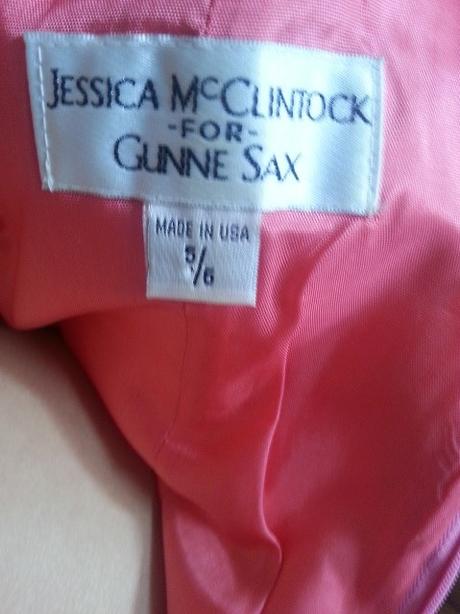 JESSICA McCLINTOCK
-FOR-
GUNNE SAX
MADE IN USA
5/6